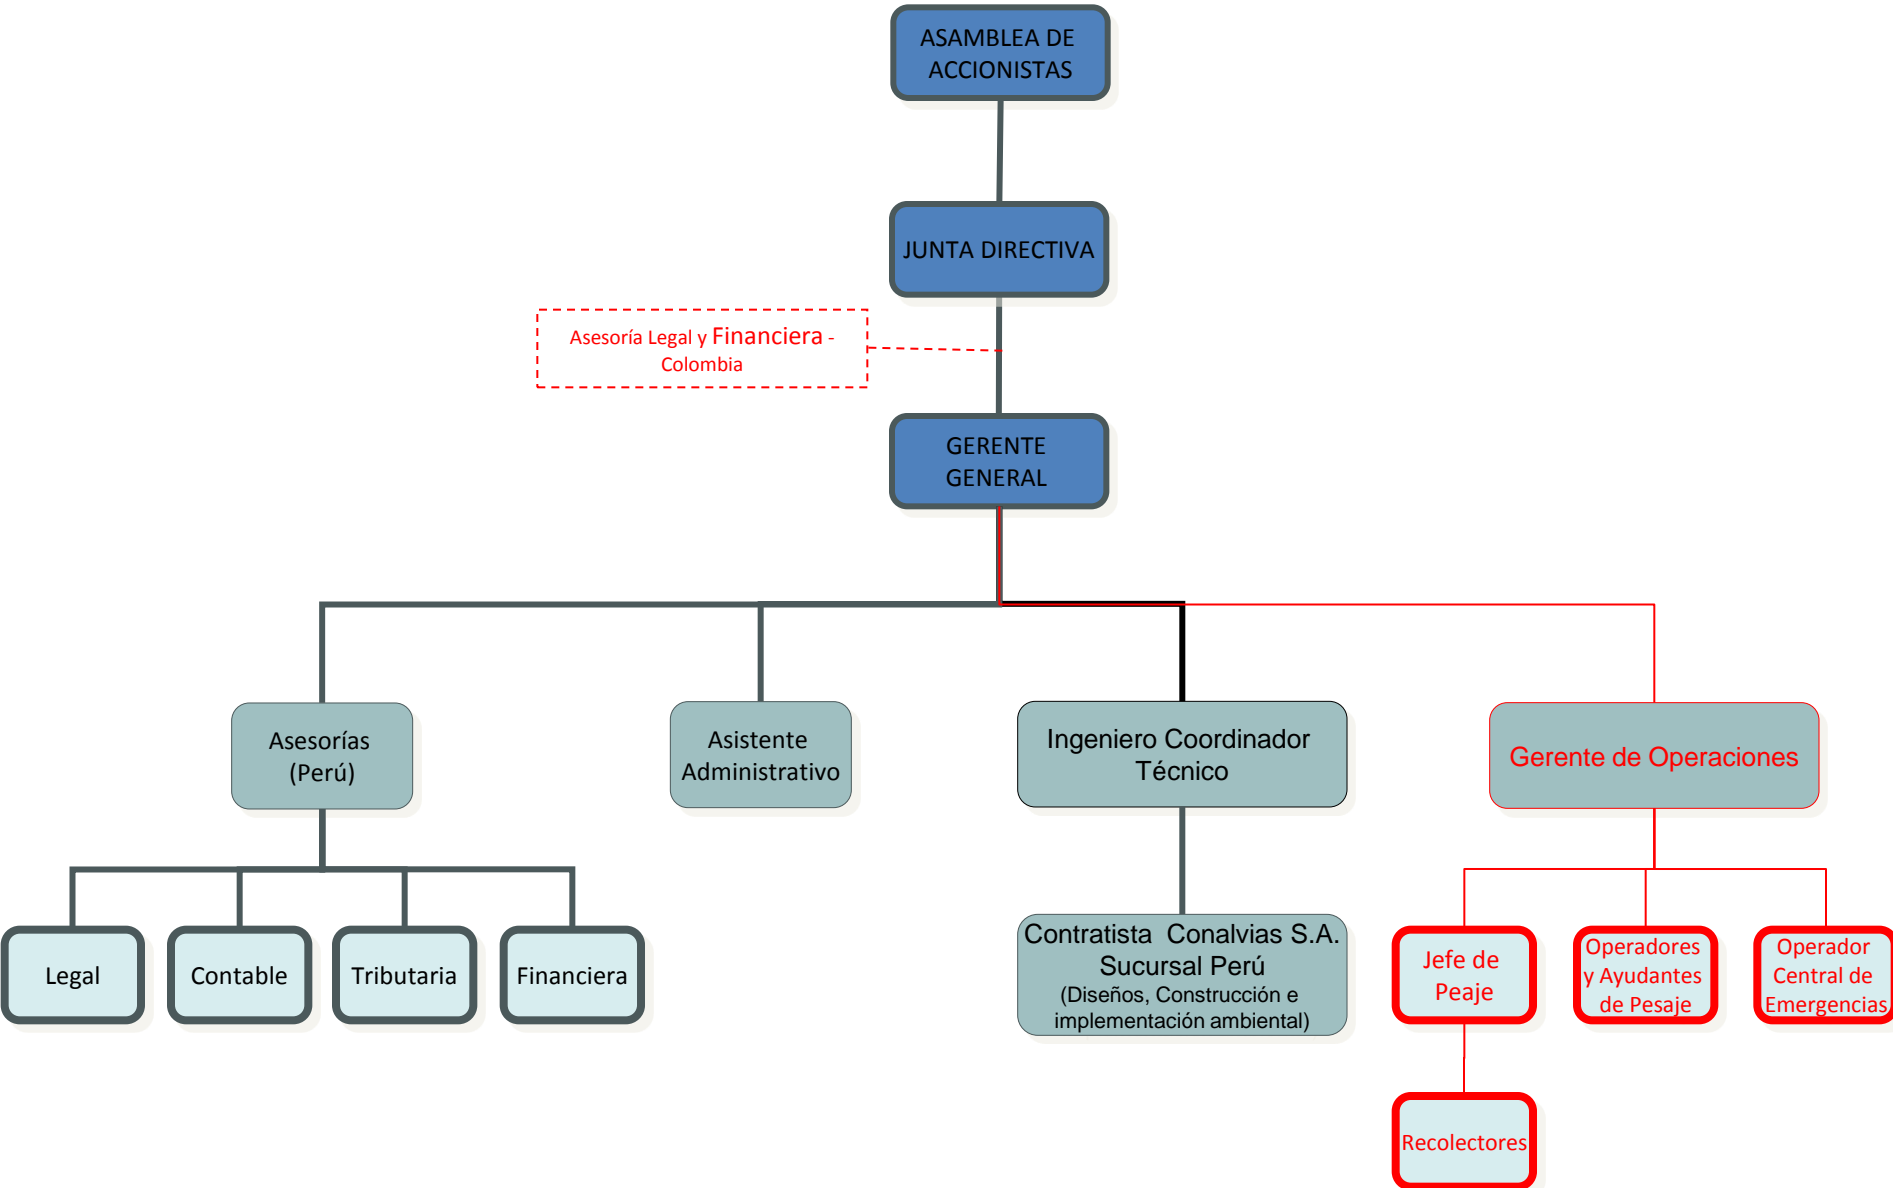 ASAMBLEA DE
ACCIONISTAS
JUNTA DIRECTIVA
Asesoría Legal y Financiera -
Colombia
GERENTE
GENERAL
Asesorías
(Perú)
Asistente
Administrativo
Ingeniero Coordinador
Técnico
Gerente de Operaciones
Legal
Contable
Tributaria
Financiera
Contratista Conalvias S.A.
Sucursal Perú
(Diseños, Construcción e
implementación ambiental)
Jefe de
Peaje
Operadores
y Ayudantes
de Pesaje
Operador
Central de
Emergencias
Recolectores